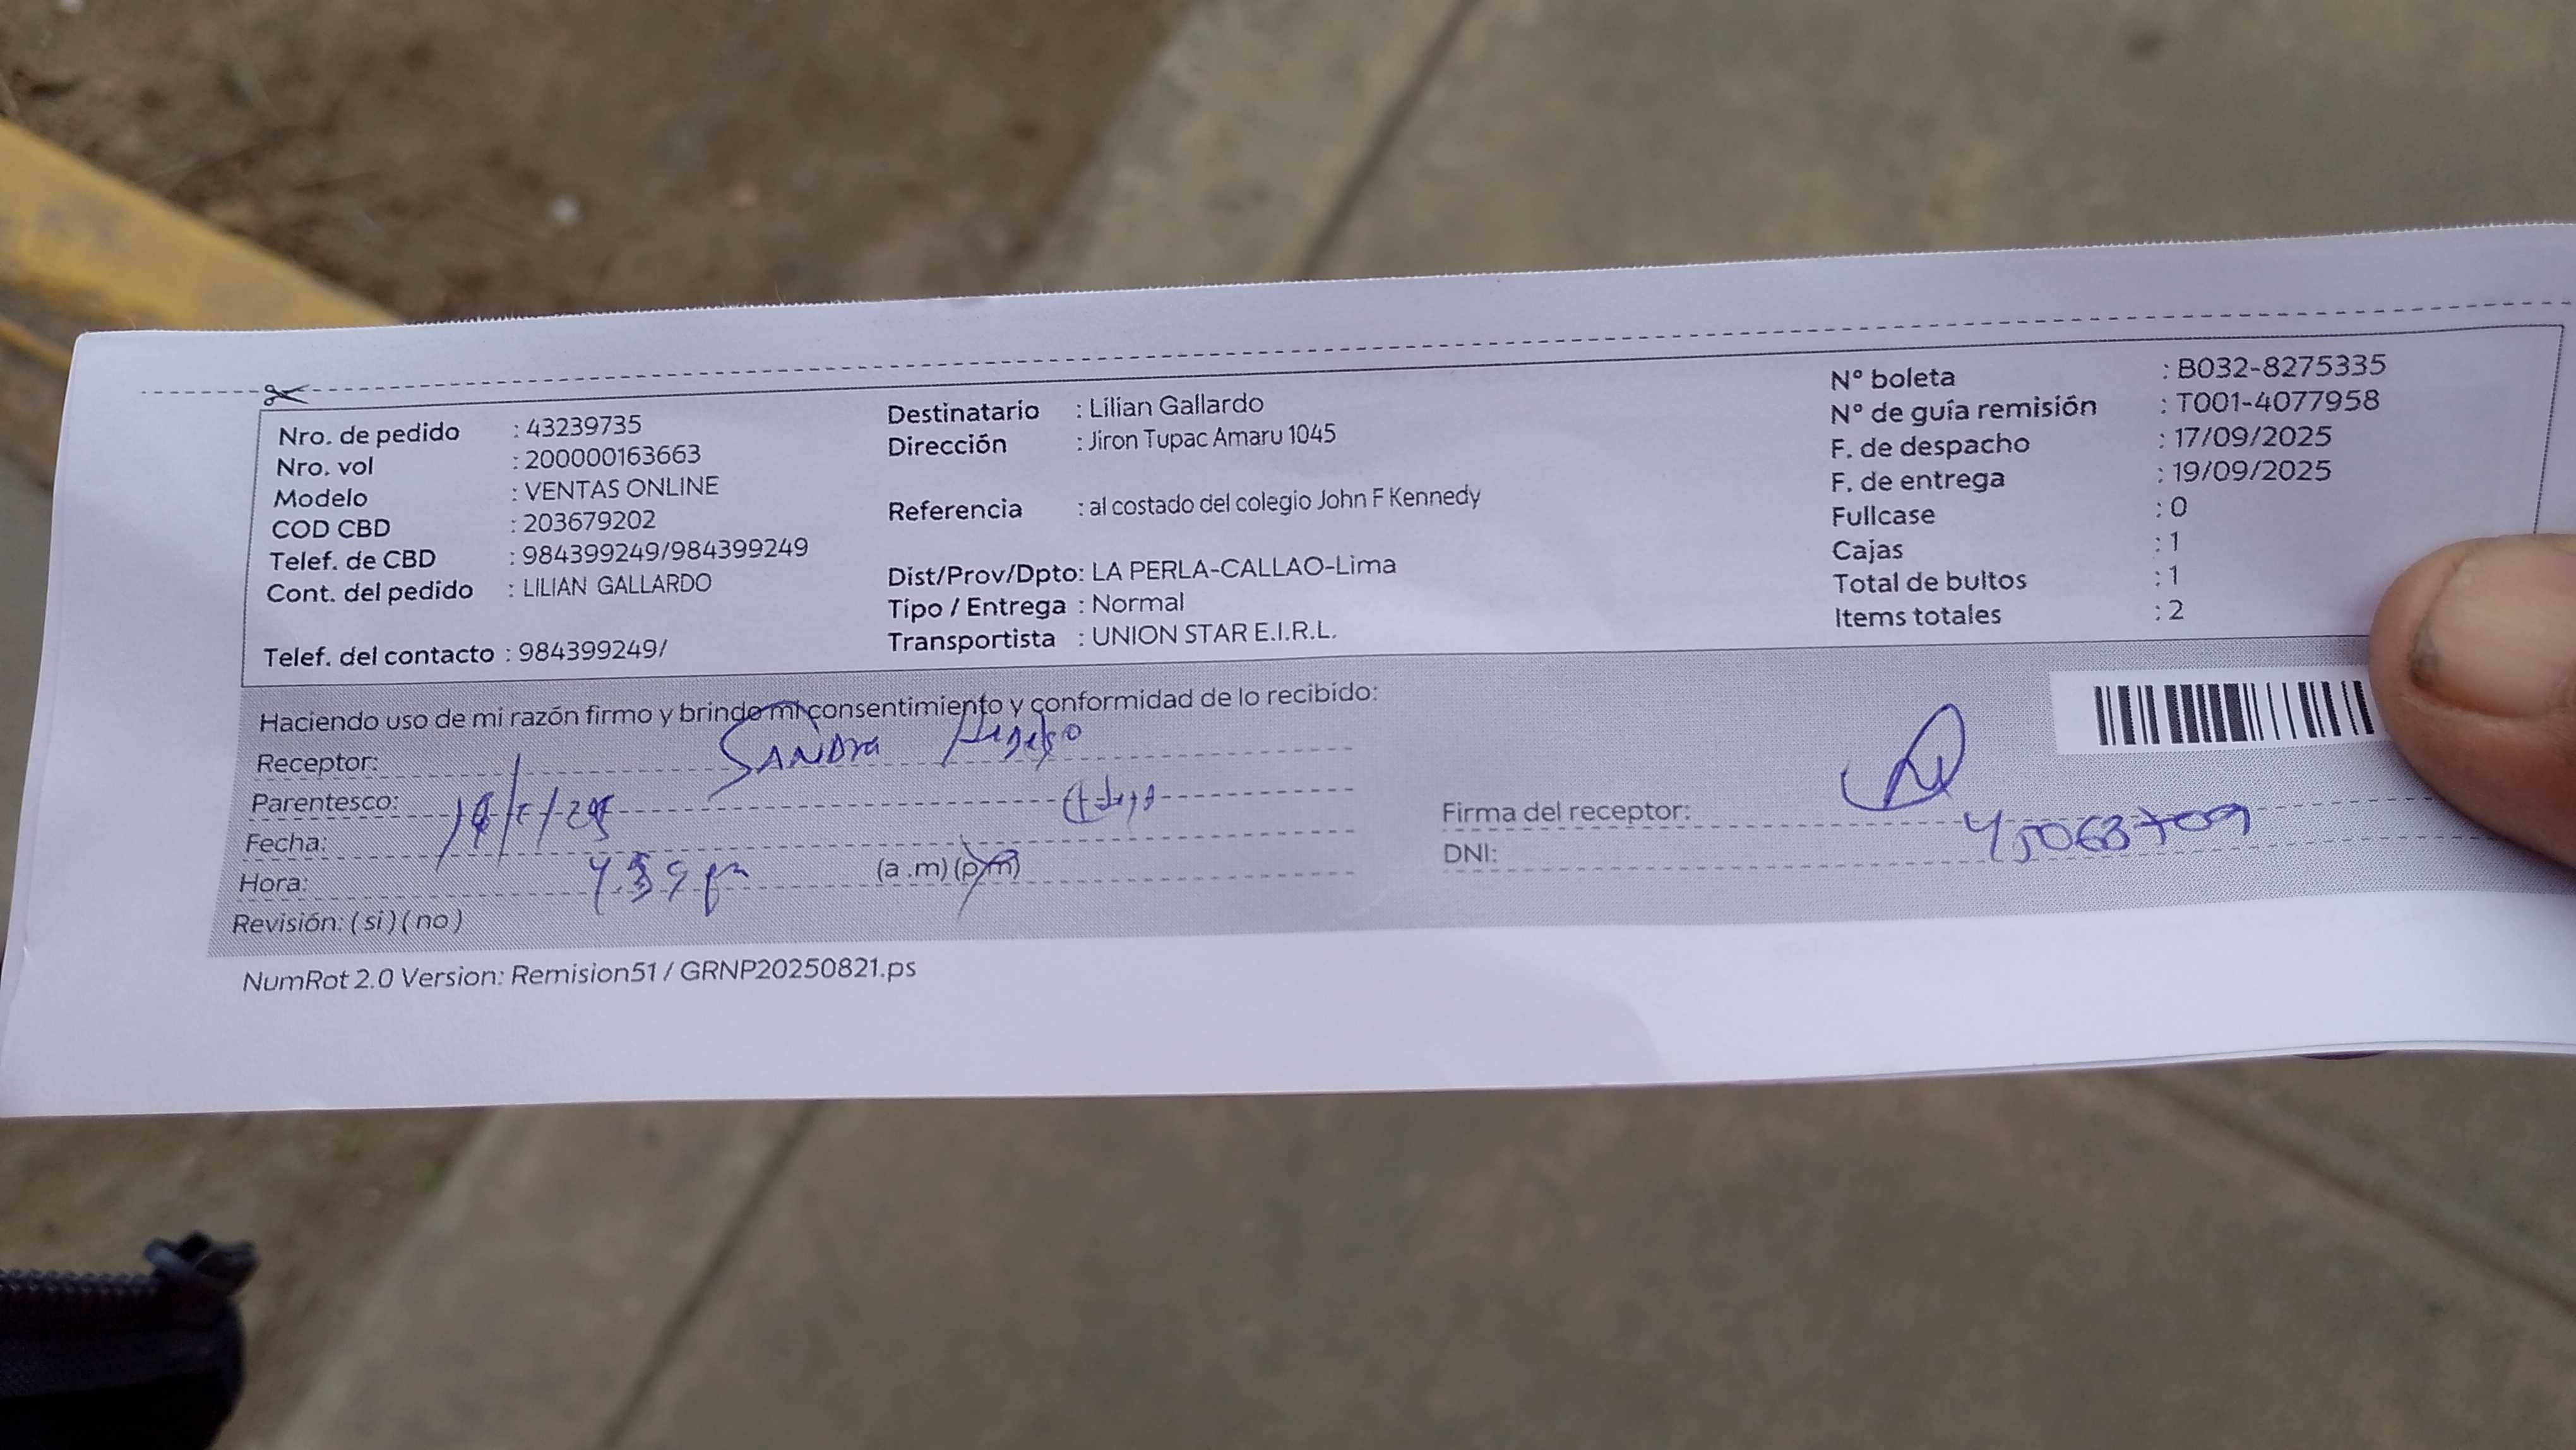 Nro. de pedido : 43239735
Nro. vol : 200000163663
Modelo : VENTAS ONLINE
COD CBD : 203679202
Telef. de CBD : 984399249/984399249
Cont. del pedido : LILIAN GALLARDO
Telef. del contacto : 984399249/
Destinatario : Lilian Gallardo
Dirección : Jiron Tupac Amaru 1045
Referencia : al costado del colegio John F Kennedy
Dist/Prov/Dpto: LA PERLA-CALLAO-Lima
Tipo / Entrega : Normal
Transportista : UNION STAR E.I.R.L.
N° boleta : B032-8275335
N° de guía remisión : T001-4077958
F. de despacho : 17/09/2025
F. de entrega : 19/09/2025
Fullcase : 0
Cajas : 1
Total de bultos : 1
Items totales : 2
Haciendo uso de mi razón firmo y brindo mi consentimiento y conformidad de lo recibido:
Receptor: SANDra
Parentesco:
Fecha:
Hora: (a .m) (p.m)
Revisión: ( si ) ( no )
Firma del receptor:
DNI: 45063709
NumRot 2.0 Version: Remision51 / GRNP20250821.ps